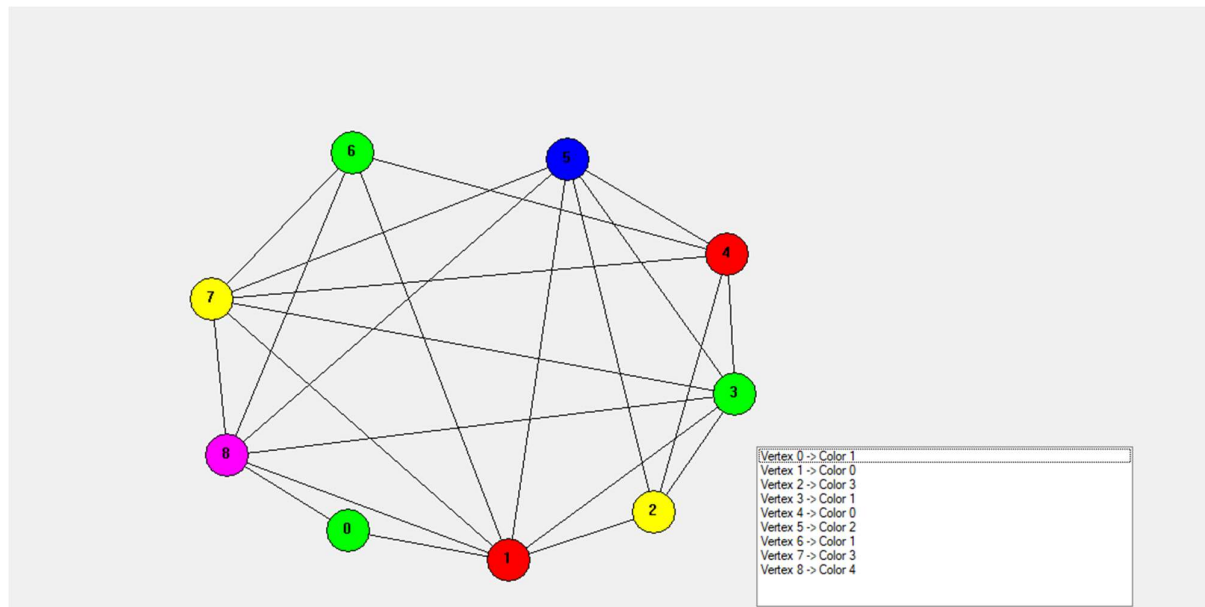 6
5
4
7
3
8
2
0
1
Vertex 0 -> Color 1
Vertex 1 -> Color 0
Vertex 2 -> Color 3
Vertex 3 -> Color 1
Vertex 4 -> Color 0
Vertex 5 -> Color 2
Vertex 6 -> Color 1
Vertex 7 -> Color 3
Vertex 8 -> Color 4